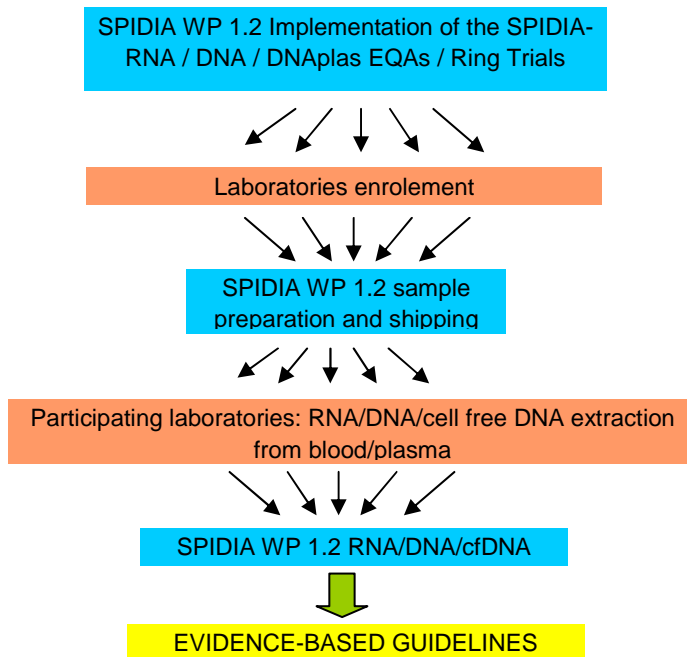 SPIDIA WP 1.2 Implementation of the SPIDIA-
RNA / DNA / DNAplas EQAs / Ring Trials
Laboratories enrolement
SPIDIA WP 1.2 sample
preparation and shipping
Participating laboratories: RNA/DNA/cell free DNA extraction
from blood/plasma
SPIDIA WP 1.2 RNA/DNA/cfDNA
EVIDENCE-BASED GUIDELINES